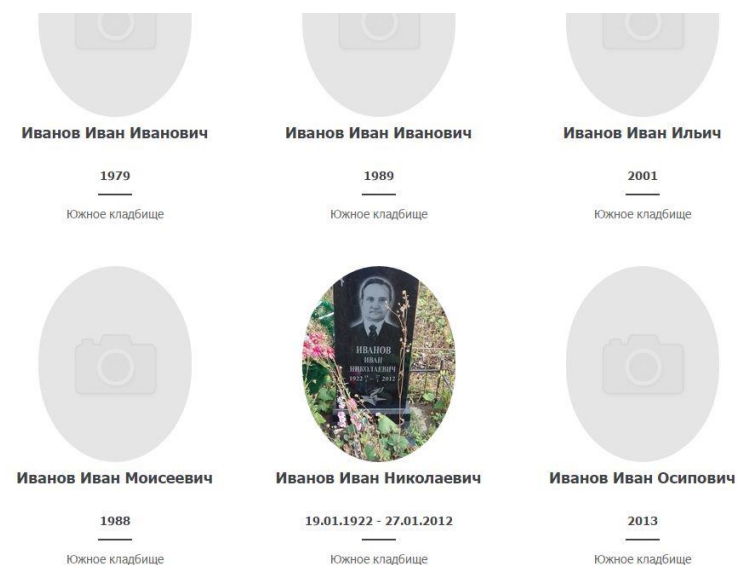 Иванов Иван Иванович
Иванов Иван Иванович
Иванов Иван Ильич
1979
1989
2001
Южное кладбище
Южное кладбище
Южное кладбище
ИВАНОВ
ИВАН
НИКОЛАЕВИЧ
1922
2012
Иванов Иван Моисеевич
Иванов Иван Николаевич
Иванов Иван Осипович
1988
19.01.1922 - 27.01.2012
2013
Южное кладбище
Южное кладбище
Южное кладбище